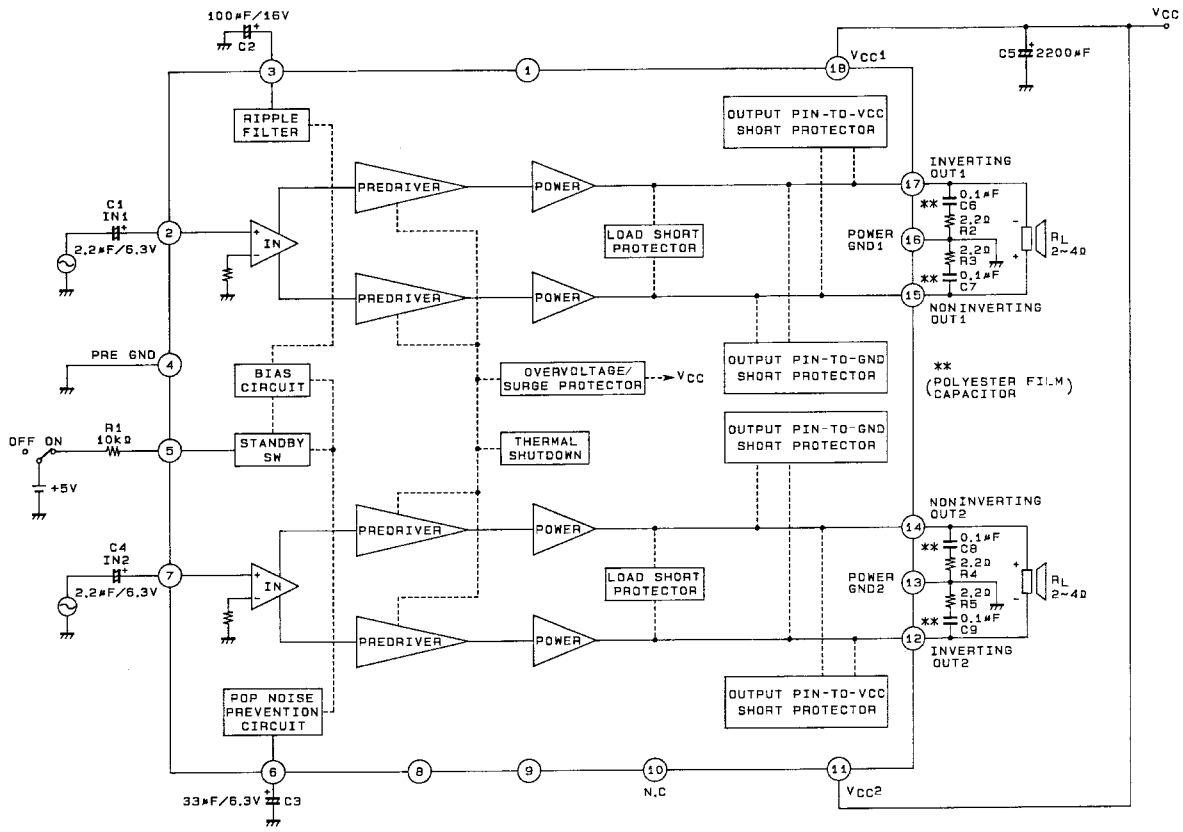 100µF/16V
C2
VCC
3
1
18
VCC1
C5
2200µF
RIPPLE
FILTER
OUTPUT PIN-TO-VCC
SHORT PROTECTOR
PREDRIVER
POWER
17
INVERTING
OUT1
**
0.1µF
C6
2.2Ω
R2
C1
IN1
2.2µF/6.3V
2
+
-
IN
LOAD SHORT
PROTECTOR
POWER
GND1
16
2.2Ω
R3
**
0.1µF
C7
-
+
RL
2~4Ω
PREDRIVER
POWER
15
NONINVERTING
OUT1
PRE GND
4
BIAS
CIRCUIT
OVERVOLTAGE/
SURGE PROTECTOR
VCC
OUTPUT PIN-TO-GND
SHORT PROTECTOR
**
(POLYESTER FILM)
CAPACITOR
OFF ON
R1
10kΩ
+5V
5
STANDBY
SW
THERMAL
SHUTDOWN
OUTPUT PIN-TO-GND
SHORT PROTECTOR
PREDRIVER
POWER
14
NONINVERTING
OUT2
**
0.1µF
C8
2.2Ω
R4
C4
IN2
2.2µF/6.3V
7
+
-
IN
LOAD SHORT
PROTECTOR
POWER
GND2
13
2.2Ω
R5
**
0.1µF
C9
+
-
RL
2~4Ω
PREDRIVER
POWER
12
INVERTING
OUT2
POP NOISE
PREVENTION
CIRCUIT
OUTPUT PIN-TO-VCC
SHORT PROTECTOR
6
8
9
10
N.C
11
VCC2
33µF/6.3V
C3